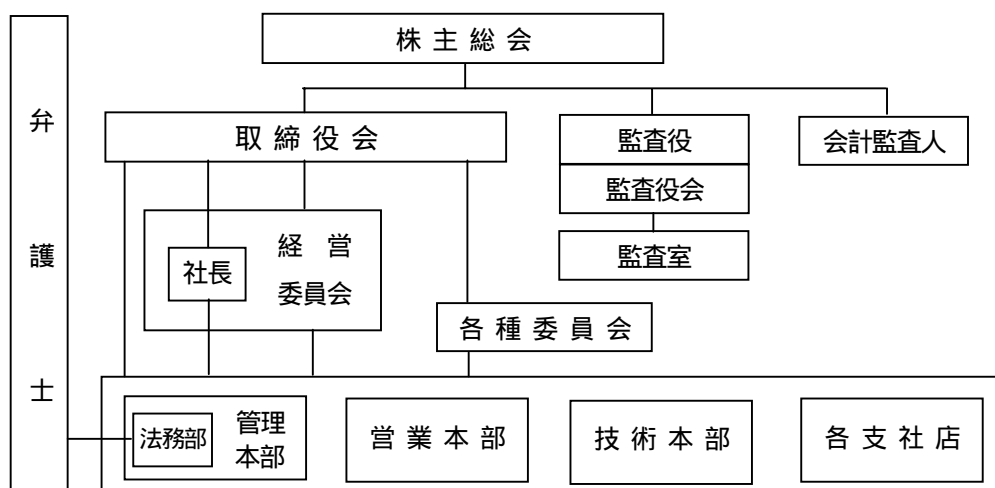 弁護士
株主総会
取締役会
監査役
会計監査人
監査役会
監査室
経営
委員会
社長
各種委員会
法務部
管理
本部
営業本部
技術本部
各支社店